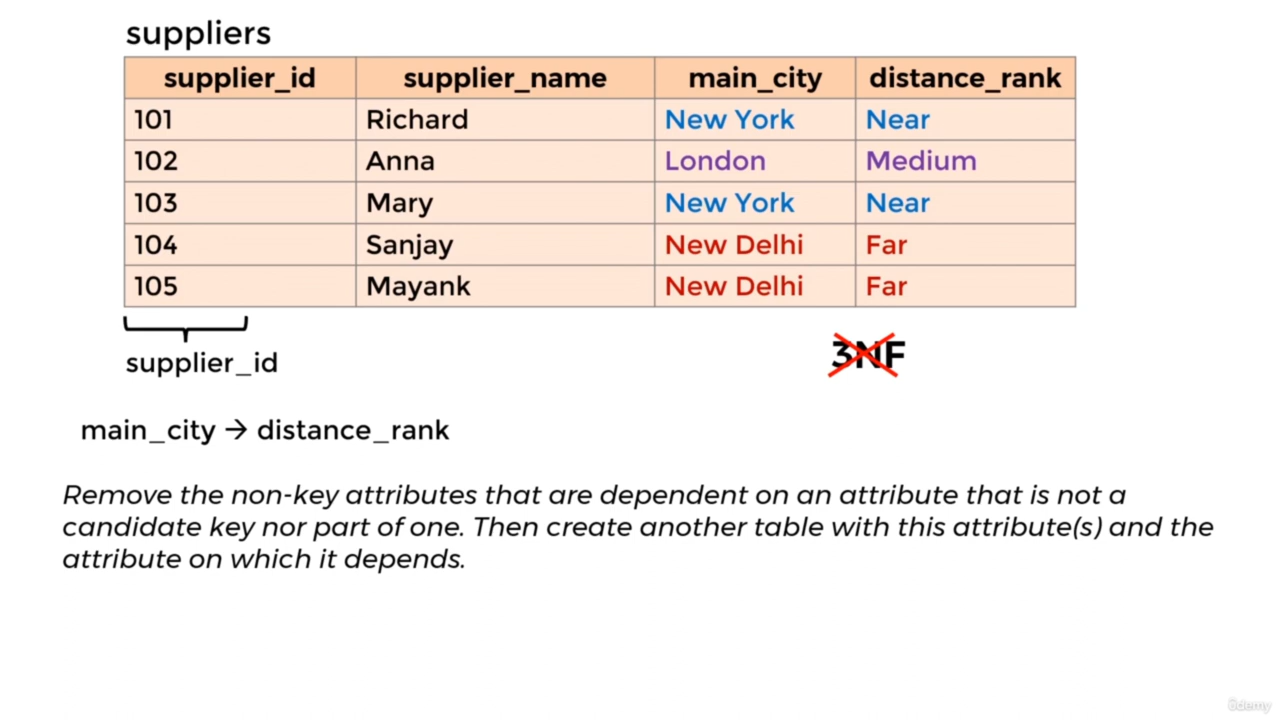 suppliers
supplier_id supplier_name main_city distance_rank
101 Richard New York Near
102 Anna London Medium
103 Mary New York Near
104 Sanjay New Delhi Far
105 Mayank New Delhi Far
supplier_id
3NF
main_city → distance_rank
Remove the non-key attributes that are dependent on an attribute that is not a
candidate key nor part of one. Then create another table with this attribute(s) and the
attribute on which it depends.
ûdemy